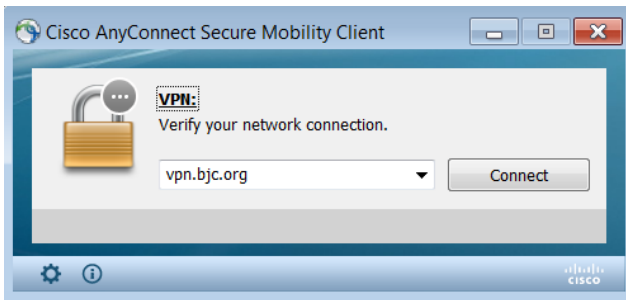 Cisco AnyConnect Secure Mobility Client
VPN:
Verify your network connection.
vpn.bjc.org
Connect
CISCO